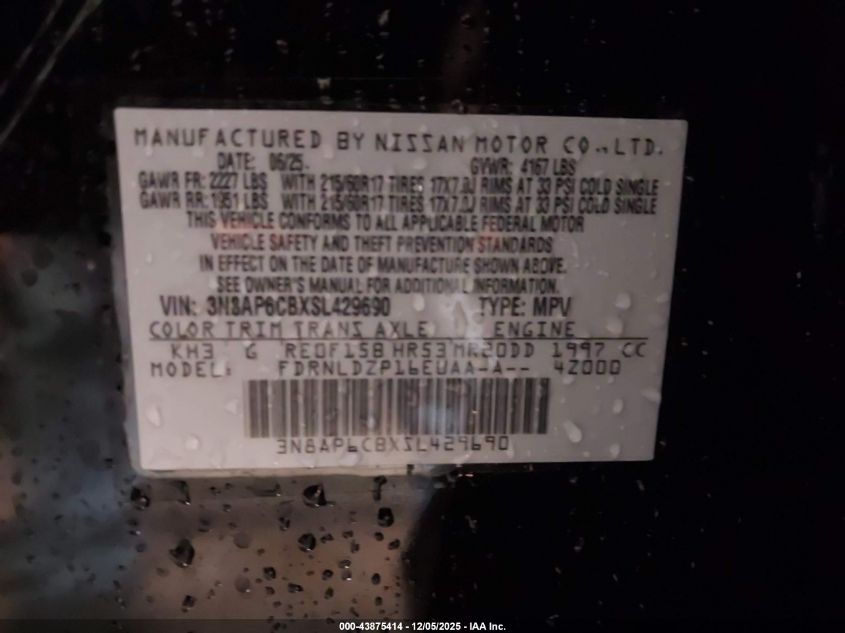 MANUFACTURED BY NISSAN MOTOR CO., LTD.
DATE: 06/25 GVWR: 4167 LBS
GAWR FR: 2227 LBS WITH 215/60R17 TIRES 17X7.0J RIMS AT 33 PSI COLD SINGLE
GAWR RR: 1951 LBS WITH 215/60R17 TIRES 17X7.0J RIMS AT 33 PSI COLD SINGLE
THIS VEHICLE CONFORMS TO ALL APPLICABLE FEDERAL MOTOR
VEHICLE SAFETY AND THEFT PREVENTION STANDARDS
IN EFFECT ON THE DATE OF MANUFACTURE SHOWN ABOVE.
SEE OWNER'S MANUAL FOR ADDITIONAL INFORMATION
VIN: 3N8AP6CBXSL429690 TYPE: MPV
COLOR TRIM TRANS AXLE ENGINE
KH3 G RE0F15B HR53 MR20DD 1997 CC
MODEL: FDRNLDZP16EUAA-A-- 4Z000
3N8AP6CBXSL429690
000-43875414 - 12/05/2025 - IAA Inc.